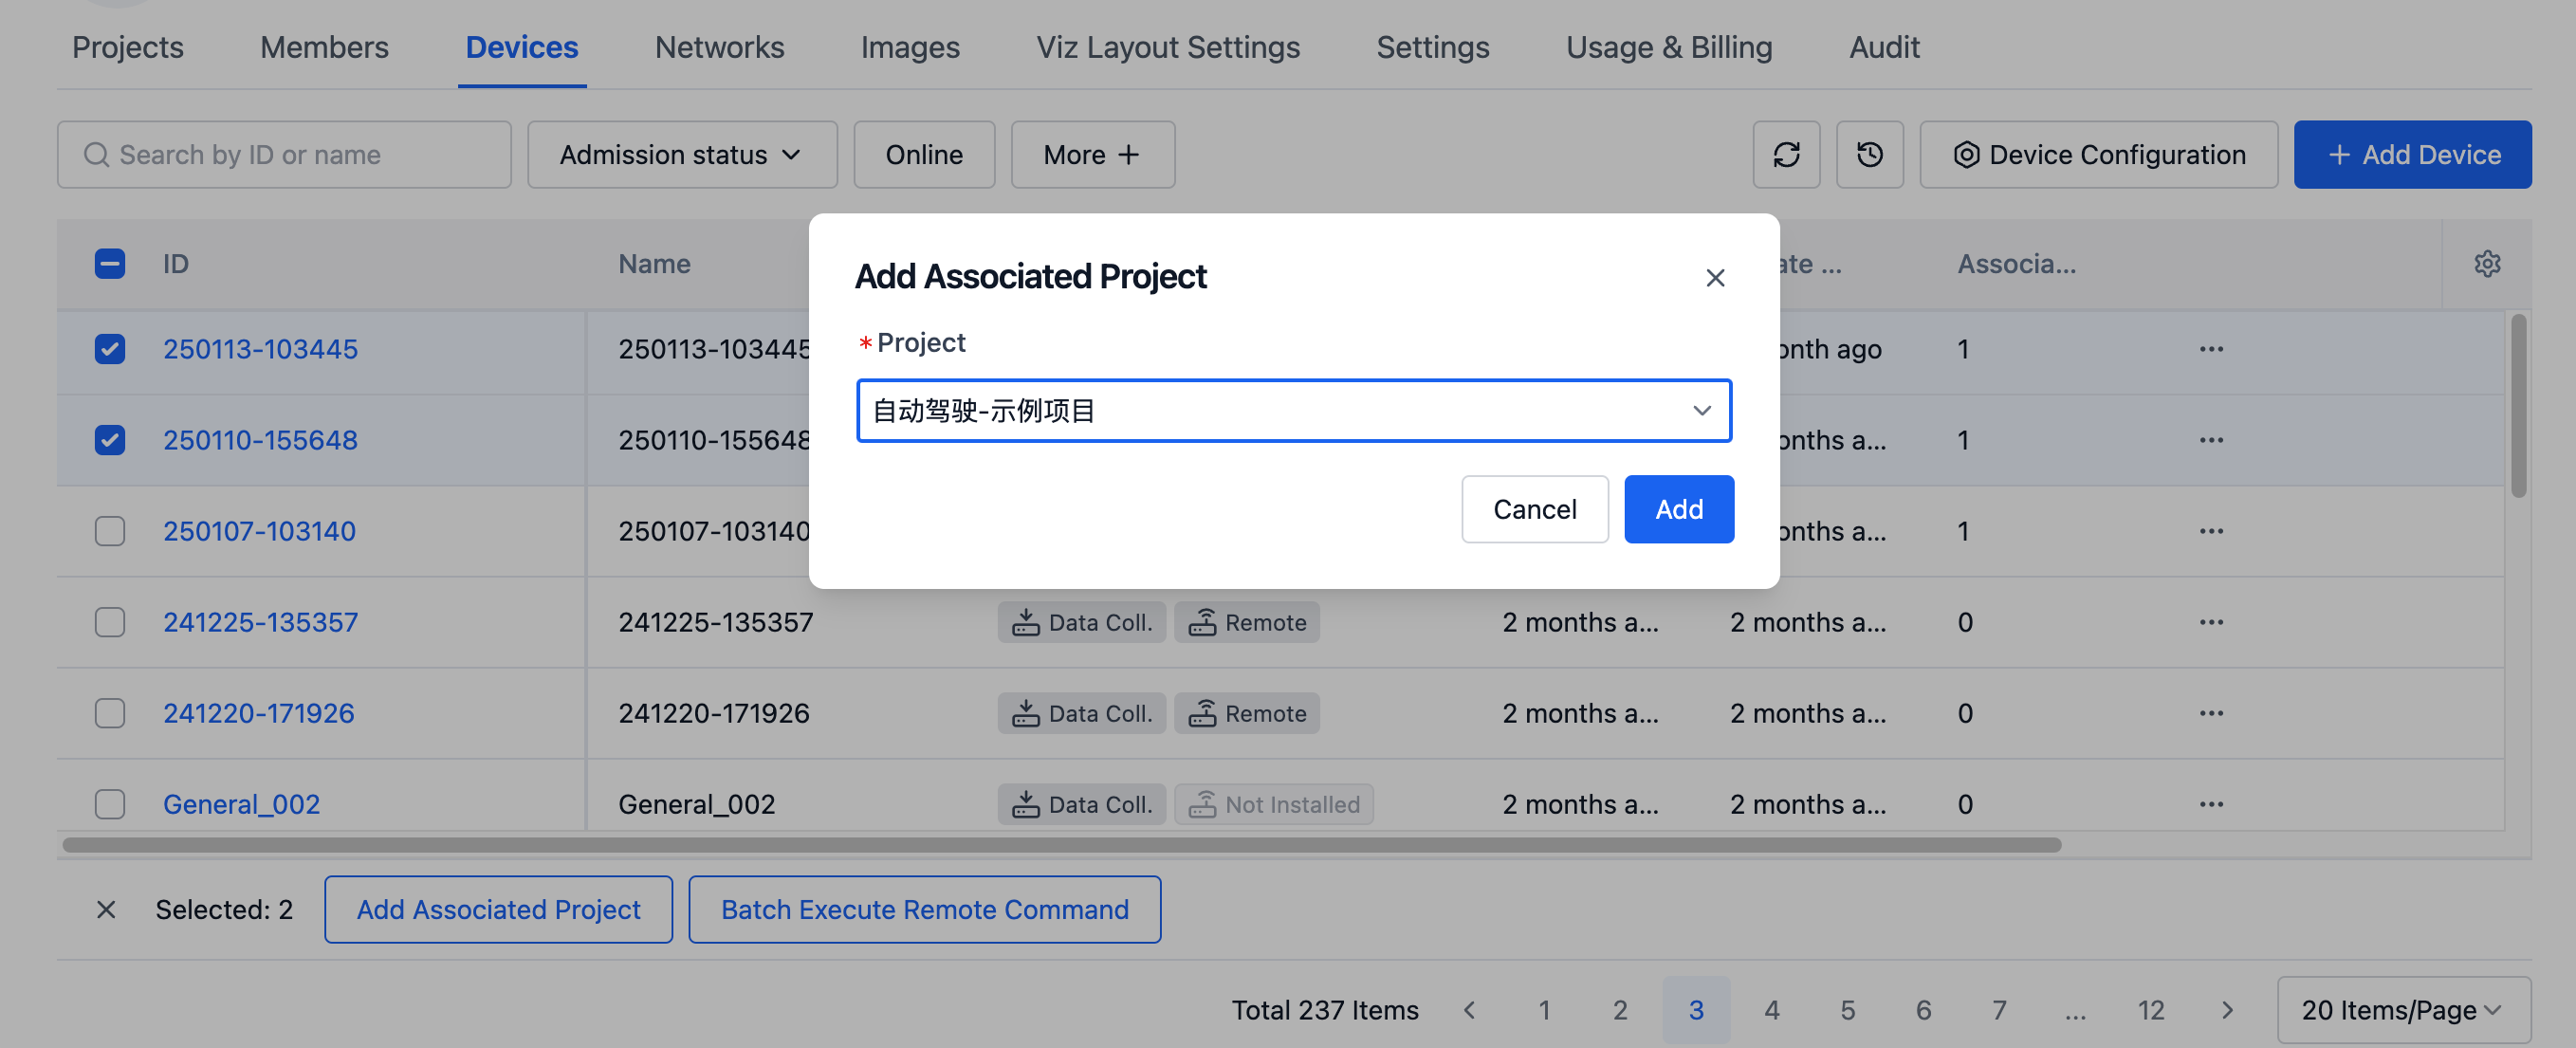 Projects Members Devices Networks Images Viz Layout Settings Settings Usage & Billing Audit
Search by ID or name Admission status Online More + Device Configuration + Add Device
ID Name ate ... Associa...
Add Associated Project
* Project
自动驾驶-示例项目
Cancel Add
250113-103445 250113-103445 onth ago 1 ...
250110-155648 250110-155648 onths a... 1 ...
250107-103140 250107-103140 onths a... 1 ...
241225-135357 241225-135357 Data Coll. Remote 2 months a... 2 months a... 0 ...
241220-171926 241220-171926 Data Coll. Remote 2 months a... 2 months a... 0 ...
General_002 General_002 Data Coll. Not Installed 2 months a... 2 months a... 0 ...
Selected: 2 Add Associated Project Batch Execute Remote Command
Total 237 Items 1 2 3 4 5 6 7 ... 12 20 Items/Page